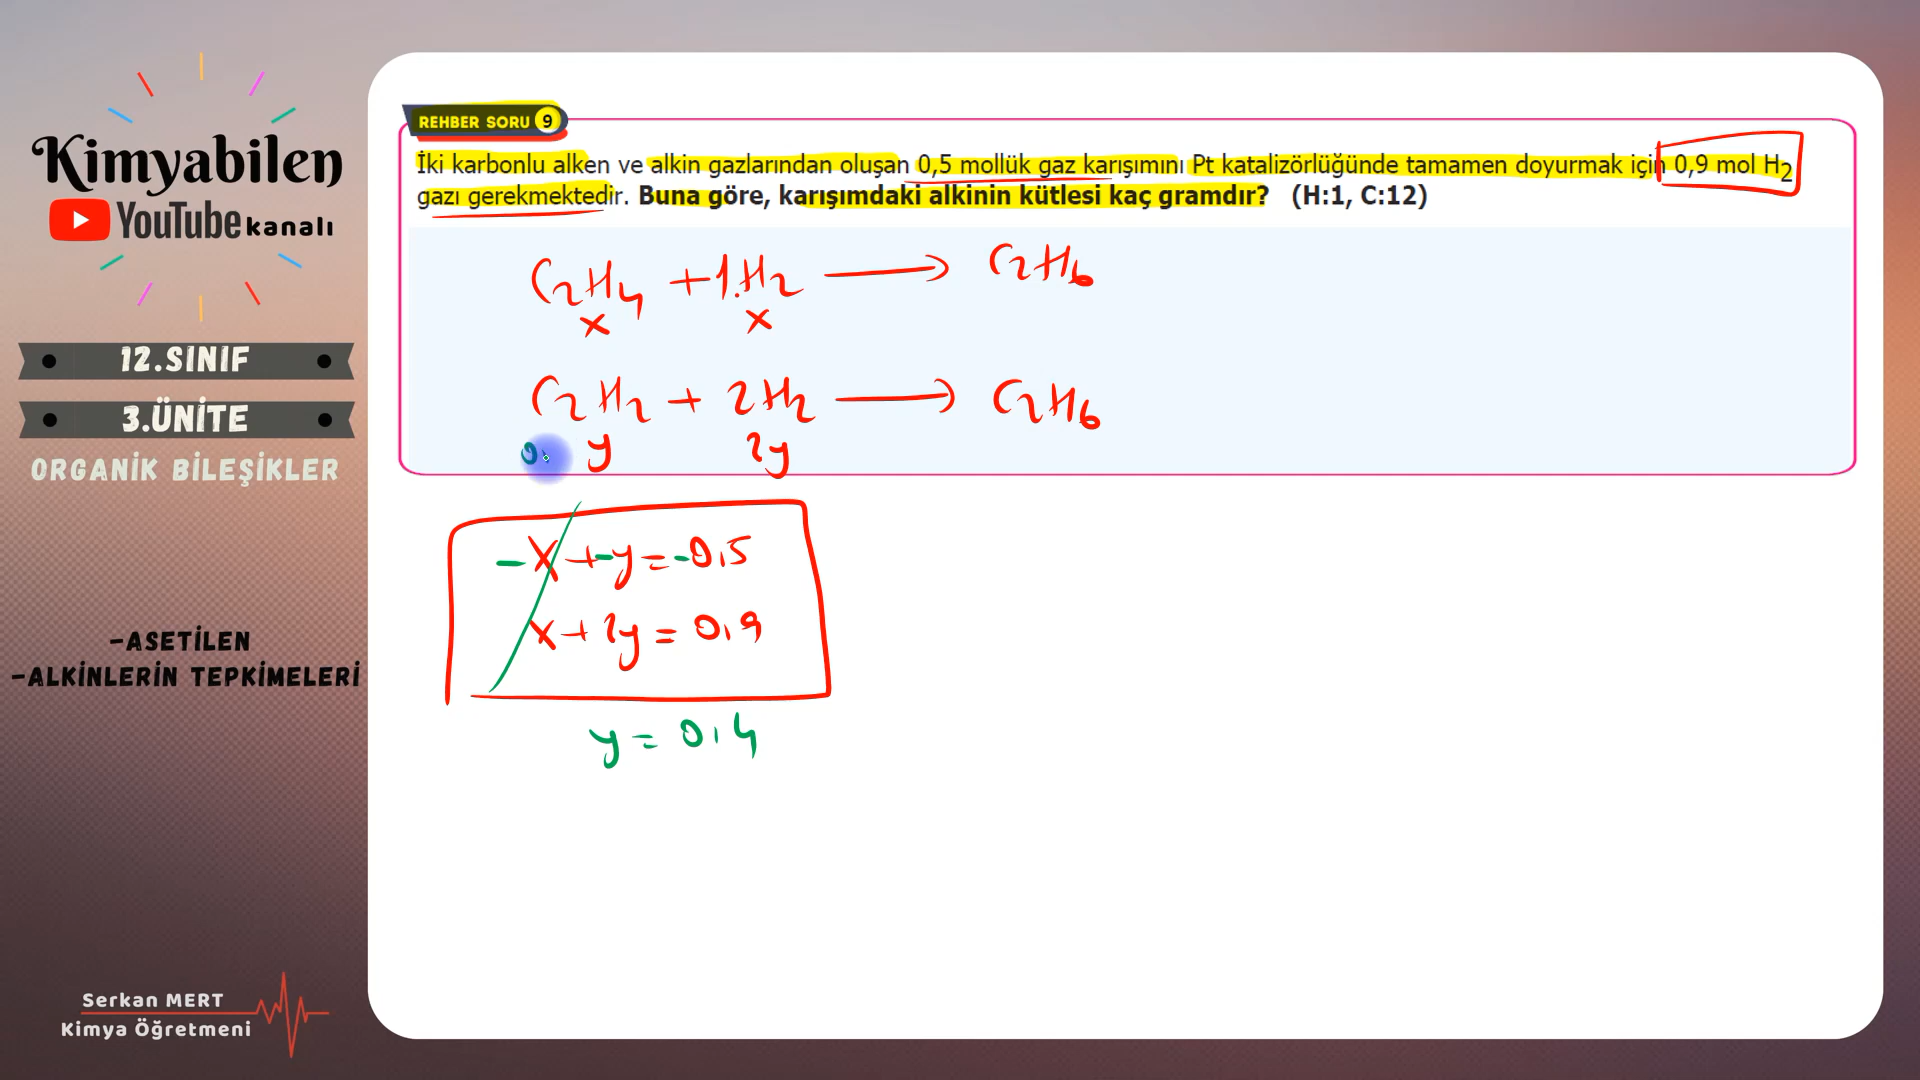 Kimyabilen
YouTube kanalı
12.SINIF
3.ÜNİTE
ORGANİK BİLEŞİKLER
-ASETİLEN
-ALKİNLERİN TEPKİMELERİ
Serkan MERT
Kimya Öğretmeni
REHBER SORU 9
İki karbonlu alken ve alkin gazlarından oluşan 0,5 mollük gaz karışımını Pt katalizörlüğünde tamamen doyurmak için 0,9 mol H₂
gazı gerekmektedir. Buna göre, karışımdaki alkinin kütlesi kaç gramdır? (H:1, C:12)
C₂H₄ + 1.H₂ → C₂H₆
x x
C₂H₂ + 2H₂ → C₂H₆
0, y 2y
-x + -y = -0,5
x + 2y = 0,9
y = 0,4